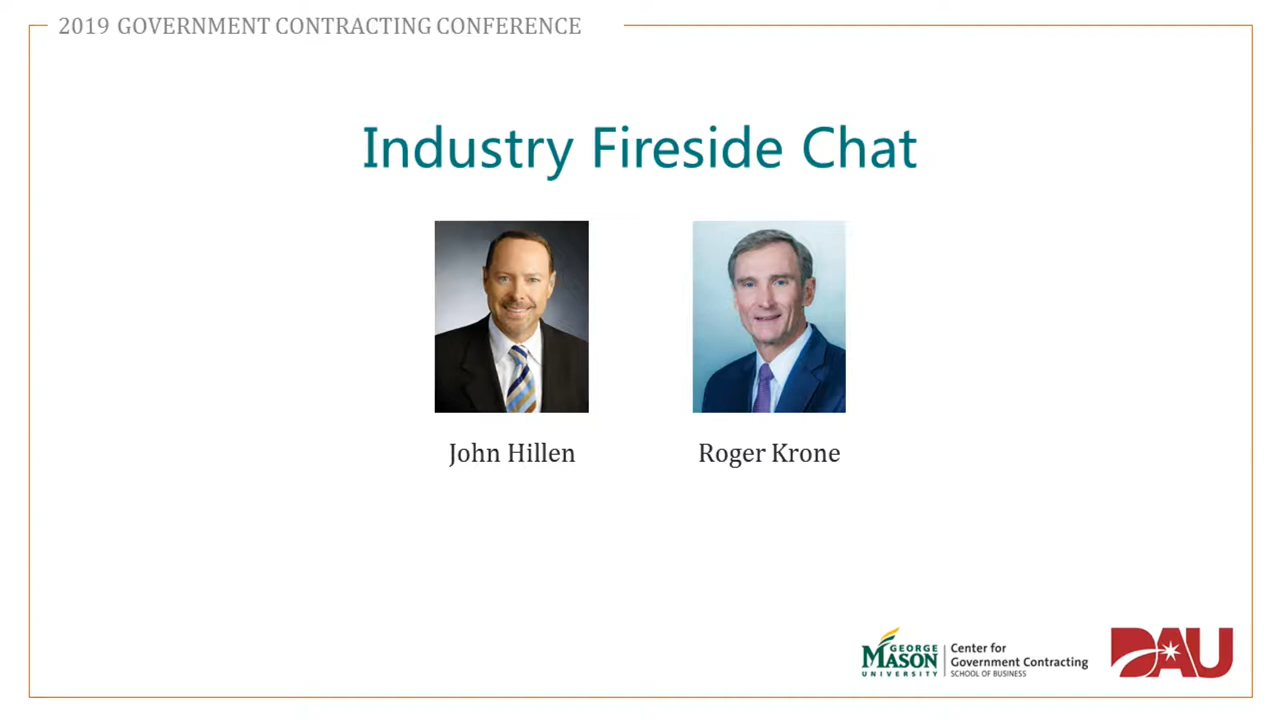 2019 GOVERNMENT CONTRACTING CONFERENCE
Industry Fireside Chat
John Hillen
Roger Krone
GEORGE
MASON
UNIVERSITY
Center for
Government Contracting
SCHOOL OF BUSINESS
DAU